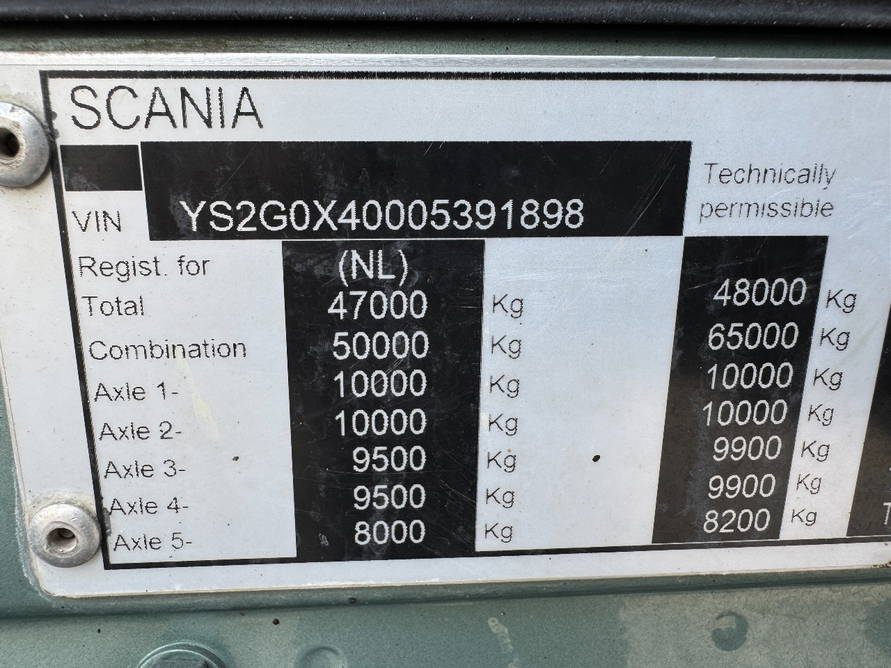 SCANIA
VIN YS2G0X40005391898 Technically permissible
Regist. for (NL)
Total 47000 Kg 48000 Kg
Combination 50000 Kg 65000 Kg
Axle 1- 10000 Kg 10000 Kg
Axle 2- 10000 Kg 10000 Kg
Axle 3- 9500 Kg 9900 Kg
Axle 4- 9500 Kg 9900 Kg
Axle 5- 8000 Kg 8200 Kg